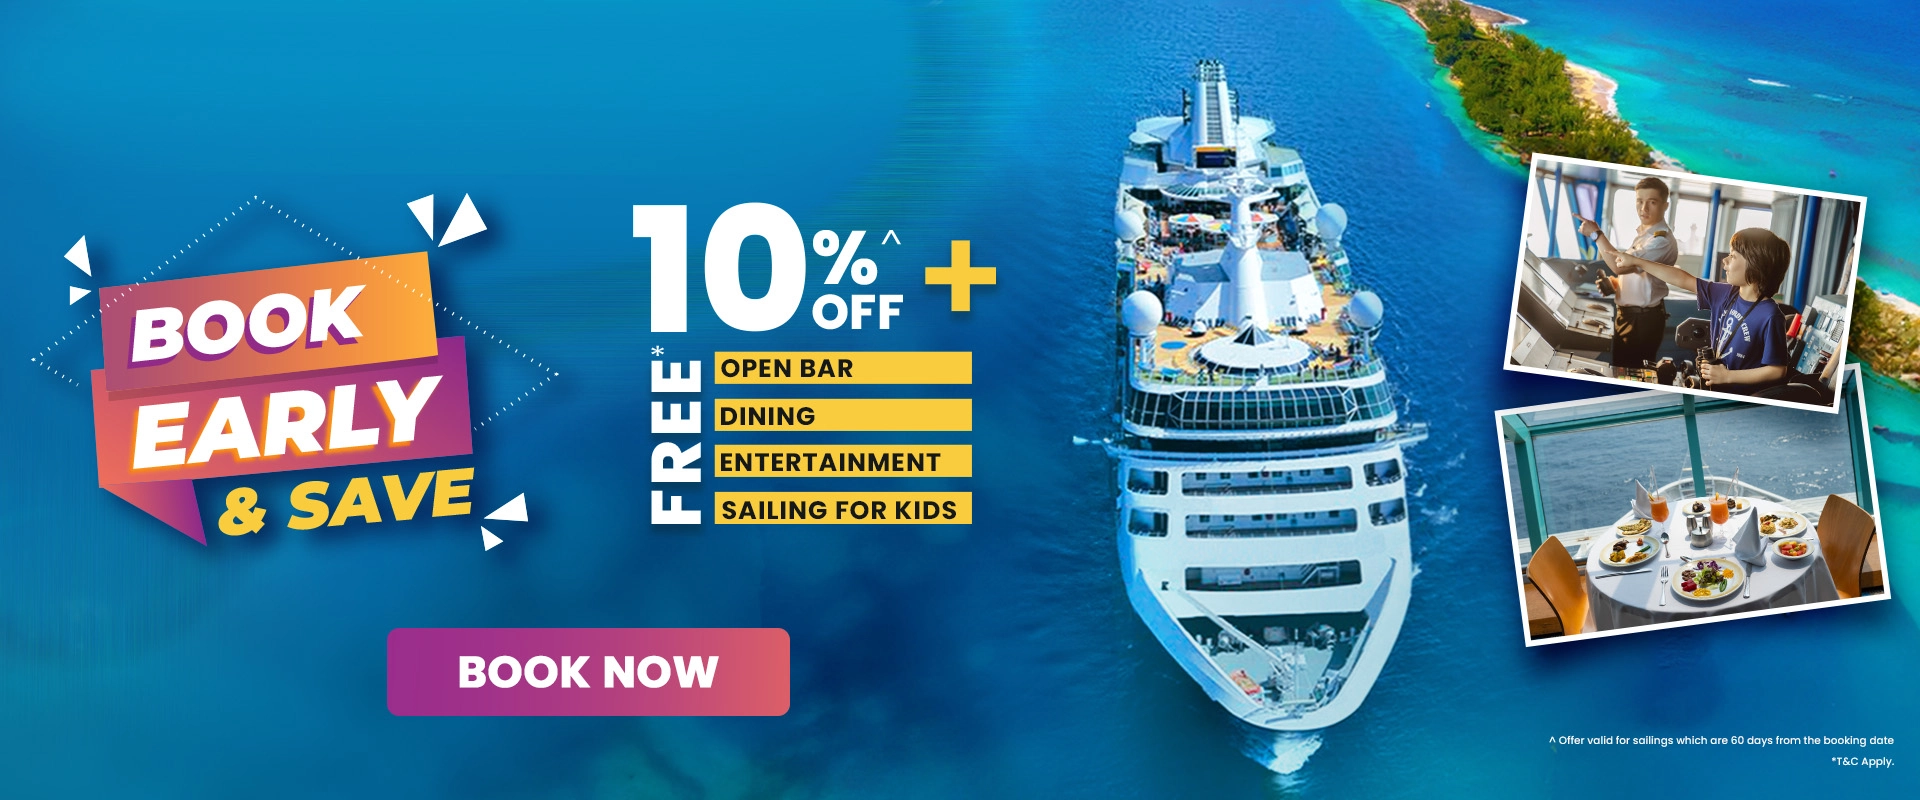 BOOK
EARLY
& SAVE
10%^
OFF
+
FREE*
OPEN BAR
DINING
ENTERTAINMENT
SAILING FOR KIDS
BOOK NOW
^ Offer valid for sailings which are 60 days from the booking date
*T&C Apply.